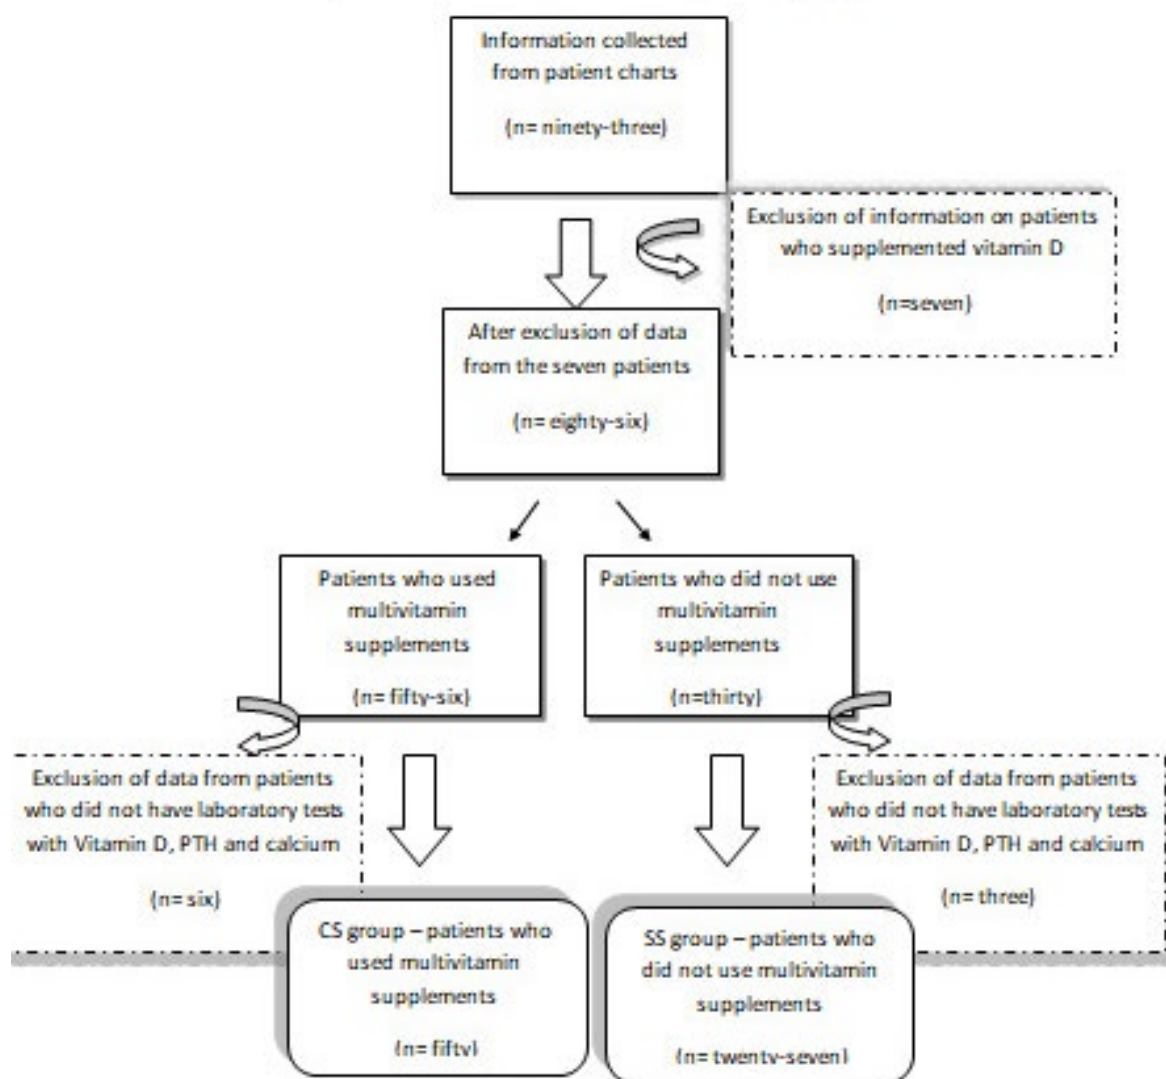 Information collected
from patient charts
(n= ninety-three)
Exclusion of information on patients
who supplemented vitamin D
(n=seven)
After exclusion of data
from the seven patients
(n= eighty-six)
Patients who used
multivitamin
supplements
(n= fifty-six)
Patients who did not use
multivitamin
supplements
(n=thirty)
Exclusion of data from patients
who did not have laboratory tests
with Vitamin D, PTH and calcium
(n= six)
Exclusion of data from patients
who did not have laboratory tests
with Vitamin D, PTH and calcium
(n= three)
CS group – patients who
used multivitamin
supplements
(n= fifty)
SS group – patients who
did not use multivitamin
supplements
(n= twenty-seven)